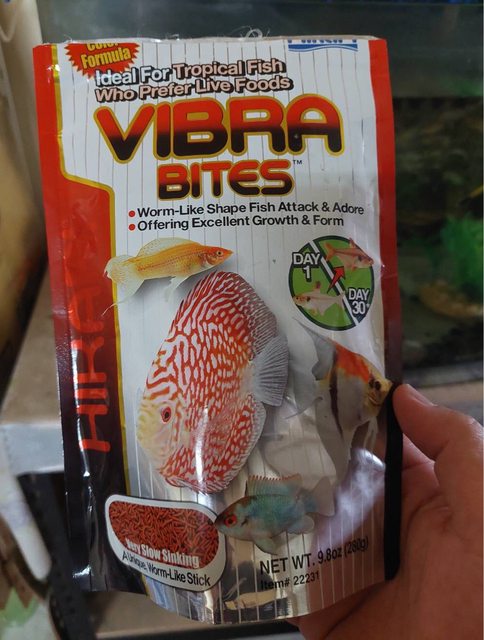 Color
Formula
Ideal For Tropical Fish
Who Prefer Live Foods
VIBRA
BITES™
• Worm-Like Shape Fish Attack & Adore
• Offering Excellent Growth & Form
DAY
1
DAY
30+
Very Slow Sinking
A Unique, Worm-Like Stick
NET WT. 9.8oz (280g)
Item# 22231